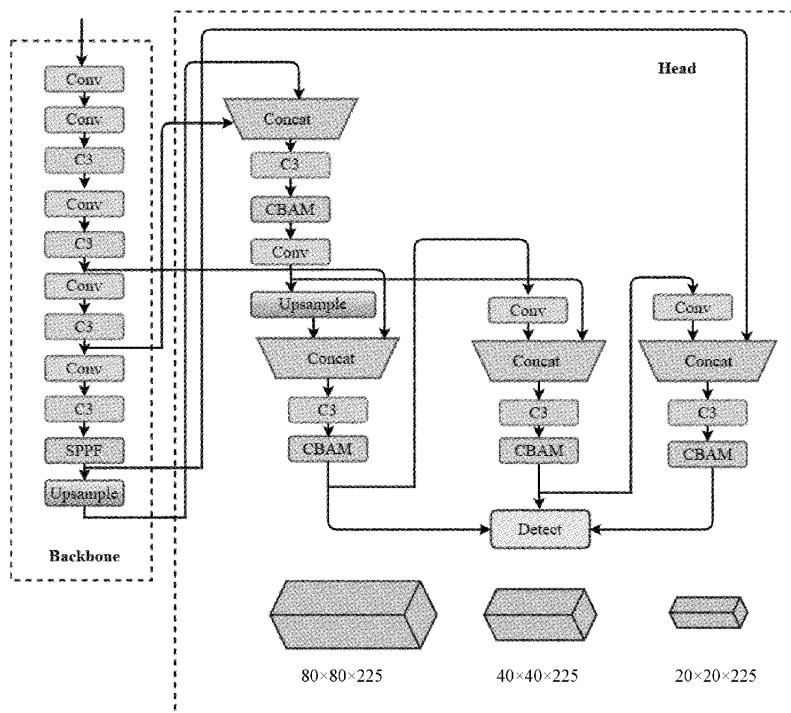 Conv
Conv
C3
Conv
C3
Conv
C3
Conv
C3
SPPF
Upsample
Backbone
Head
Concat
C3
CBAM
Conv
Upsample
Concat
C3
CBAM
Conv
Concat
C3
CBAM
Conv
Concat
C3
CBAM
Detect
80×80×225
40×40×225
20×20×225